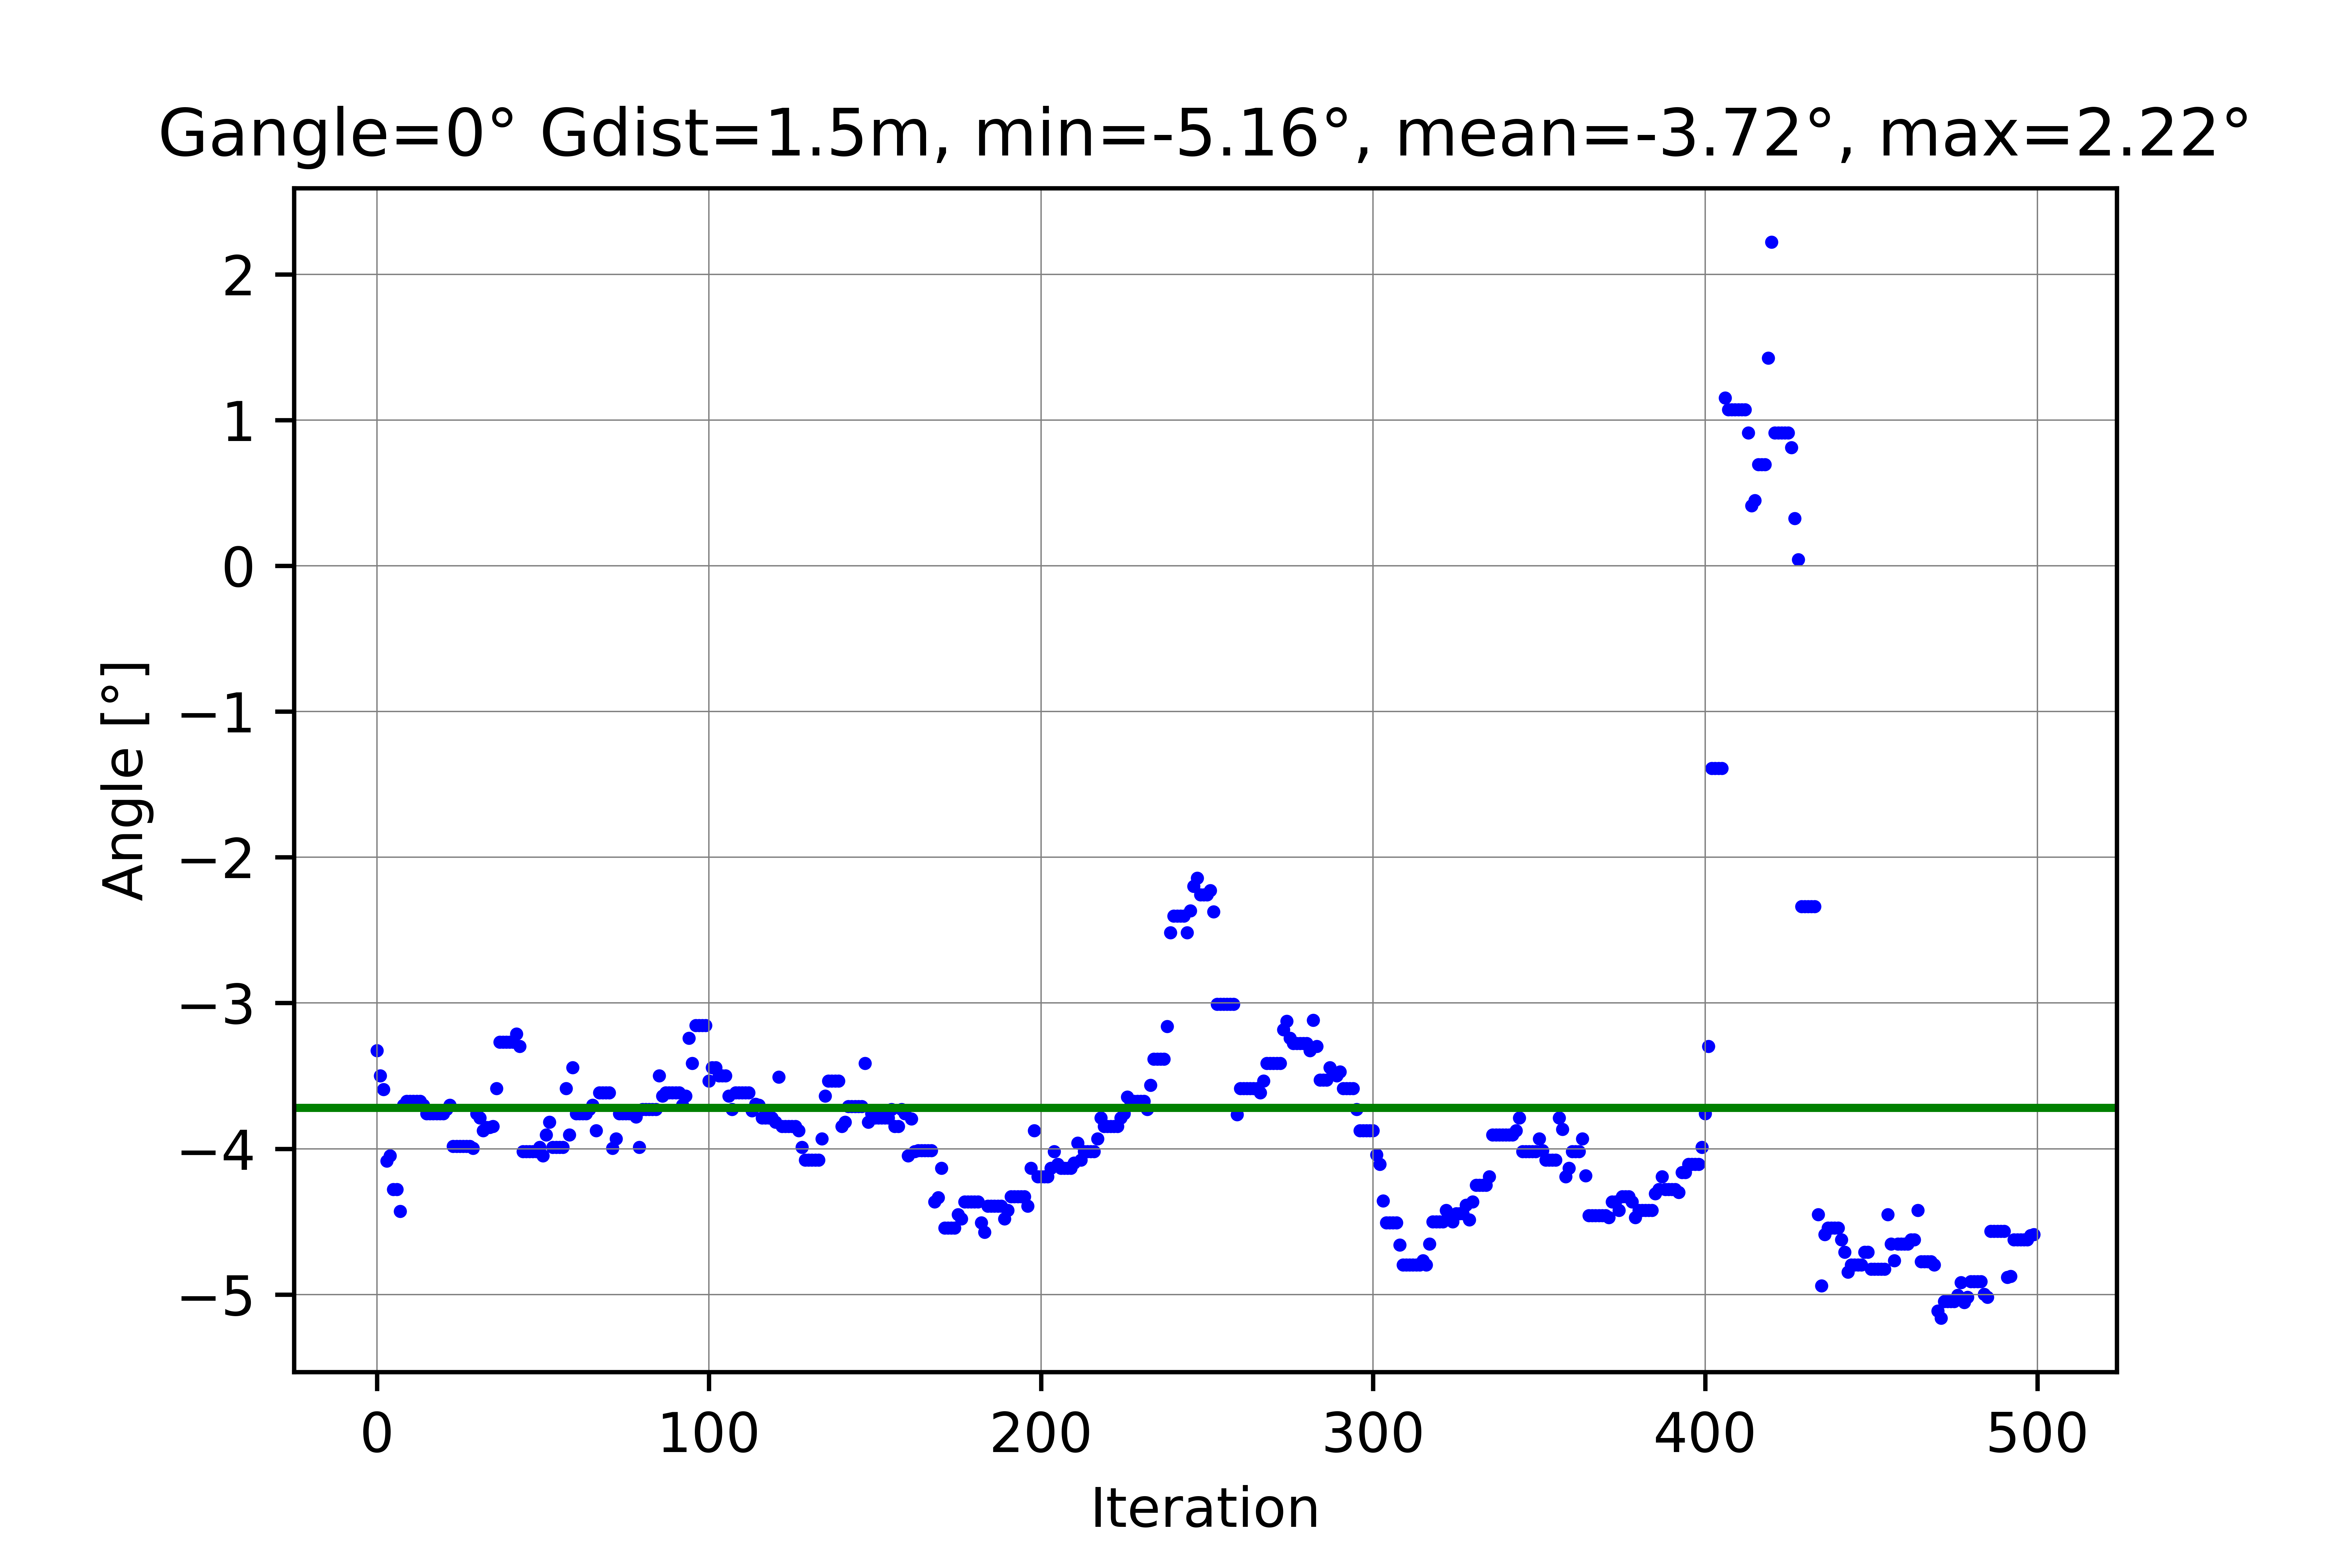 Gangle=0° Gdist=1.5m, min=-5.16°, mean=-3.72°, max=2.22°
2
1
0
−1
−2
−3
−4
−5
Angle [°]
0 100 200 300 400 500
Iteration